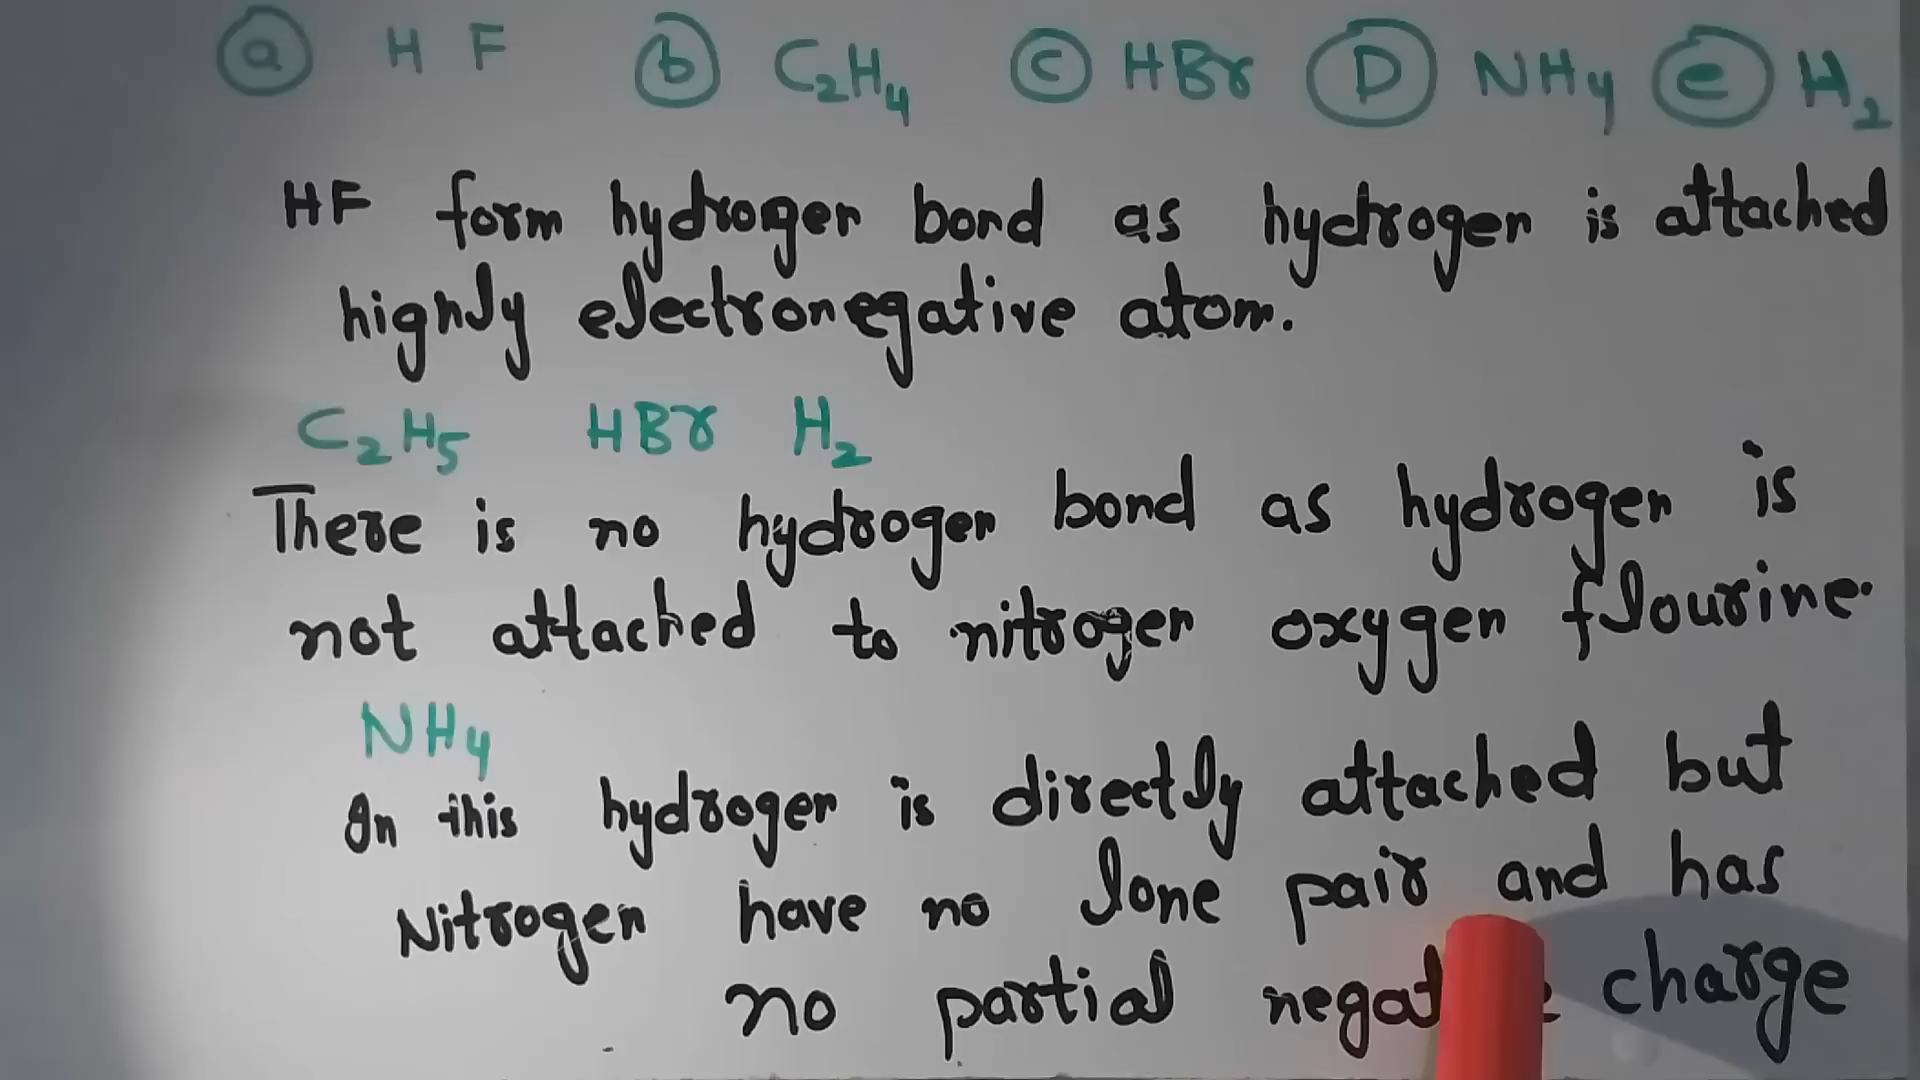 a HF b C₂H₄ c HBr D NH₄ e H₂
HF form hydrogen bond as hydrogen is attached
highly electronegative atom.
C₂H₅ HBr H₂
There is no hydrogen bond as hydrogen is
not attached to nitrogen oxygen flourine.
NH₄
In this hydrogen is directly attached but
Nitrogen have no lone pair and has
no partial charge